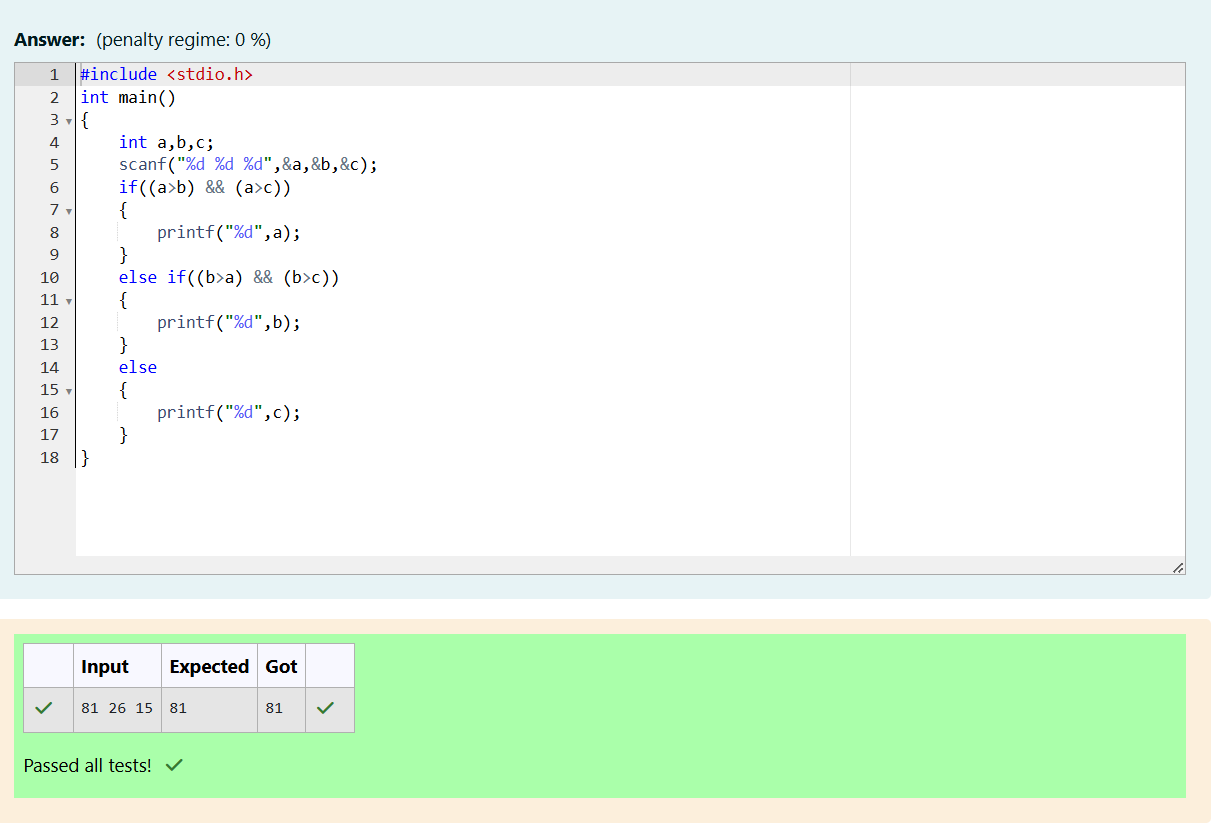 Answer: (penalty regime: 0 %)
1 #include <stdio.h>
2 int main()
3 {
4     int a,b,c;
5     scanf("%d %d %d",&a,&b,&c);
6     if((a>b) && (a>c))
7     {
8         printf("%d",a);
9     }
10     else if((b>a) && (b>c))
11     {
12         printf("%d",b);
13     }
14     else
15     {
16         printf("%d",c);
17     }
18 }
Input Expected Got
81 26 15 81 81
Passed all tests!